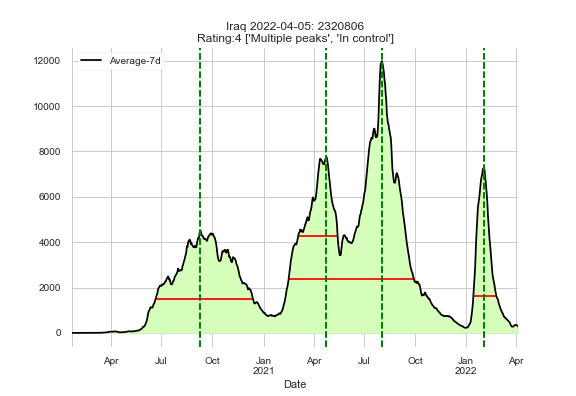 Iraq 2022-04-05: 2320806
Rating:4 ['Multiple peaks', 'In control']
Average-7d
12000
10000
8000
6000
4000
2000
0
Apr Jul Oct Jan Apr Jul Oct Jan Apr
2021 2022
Date